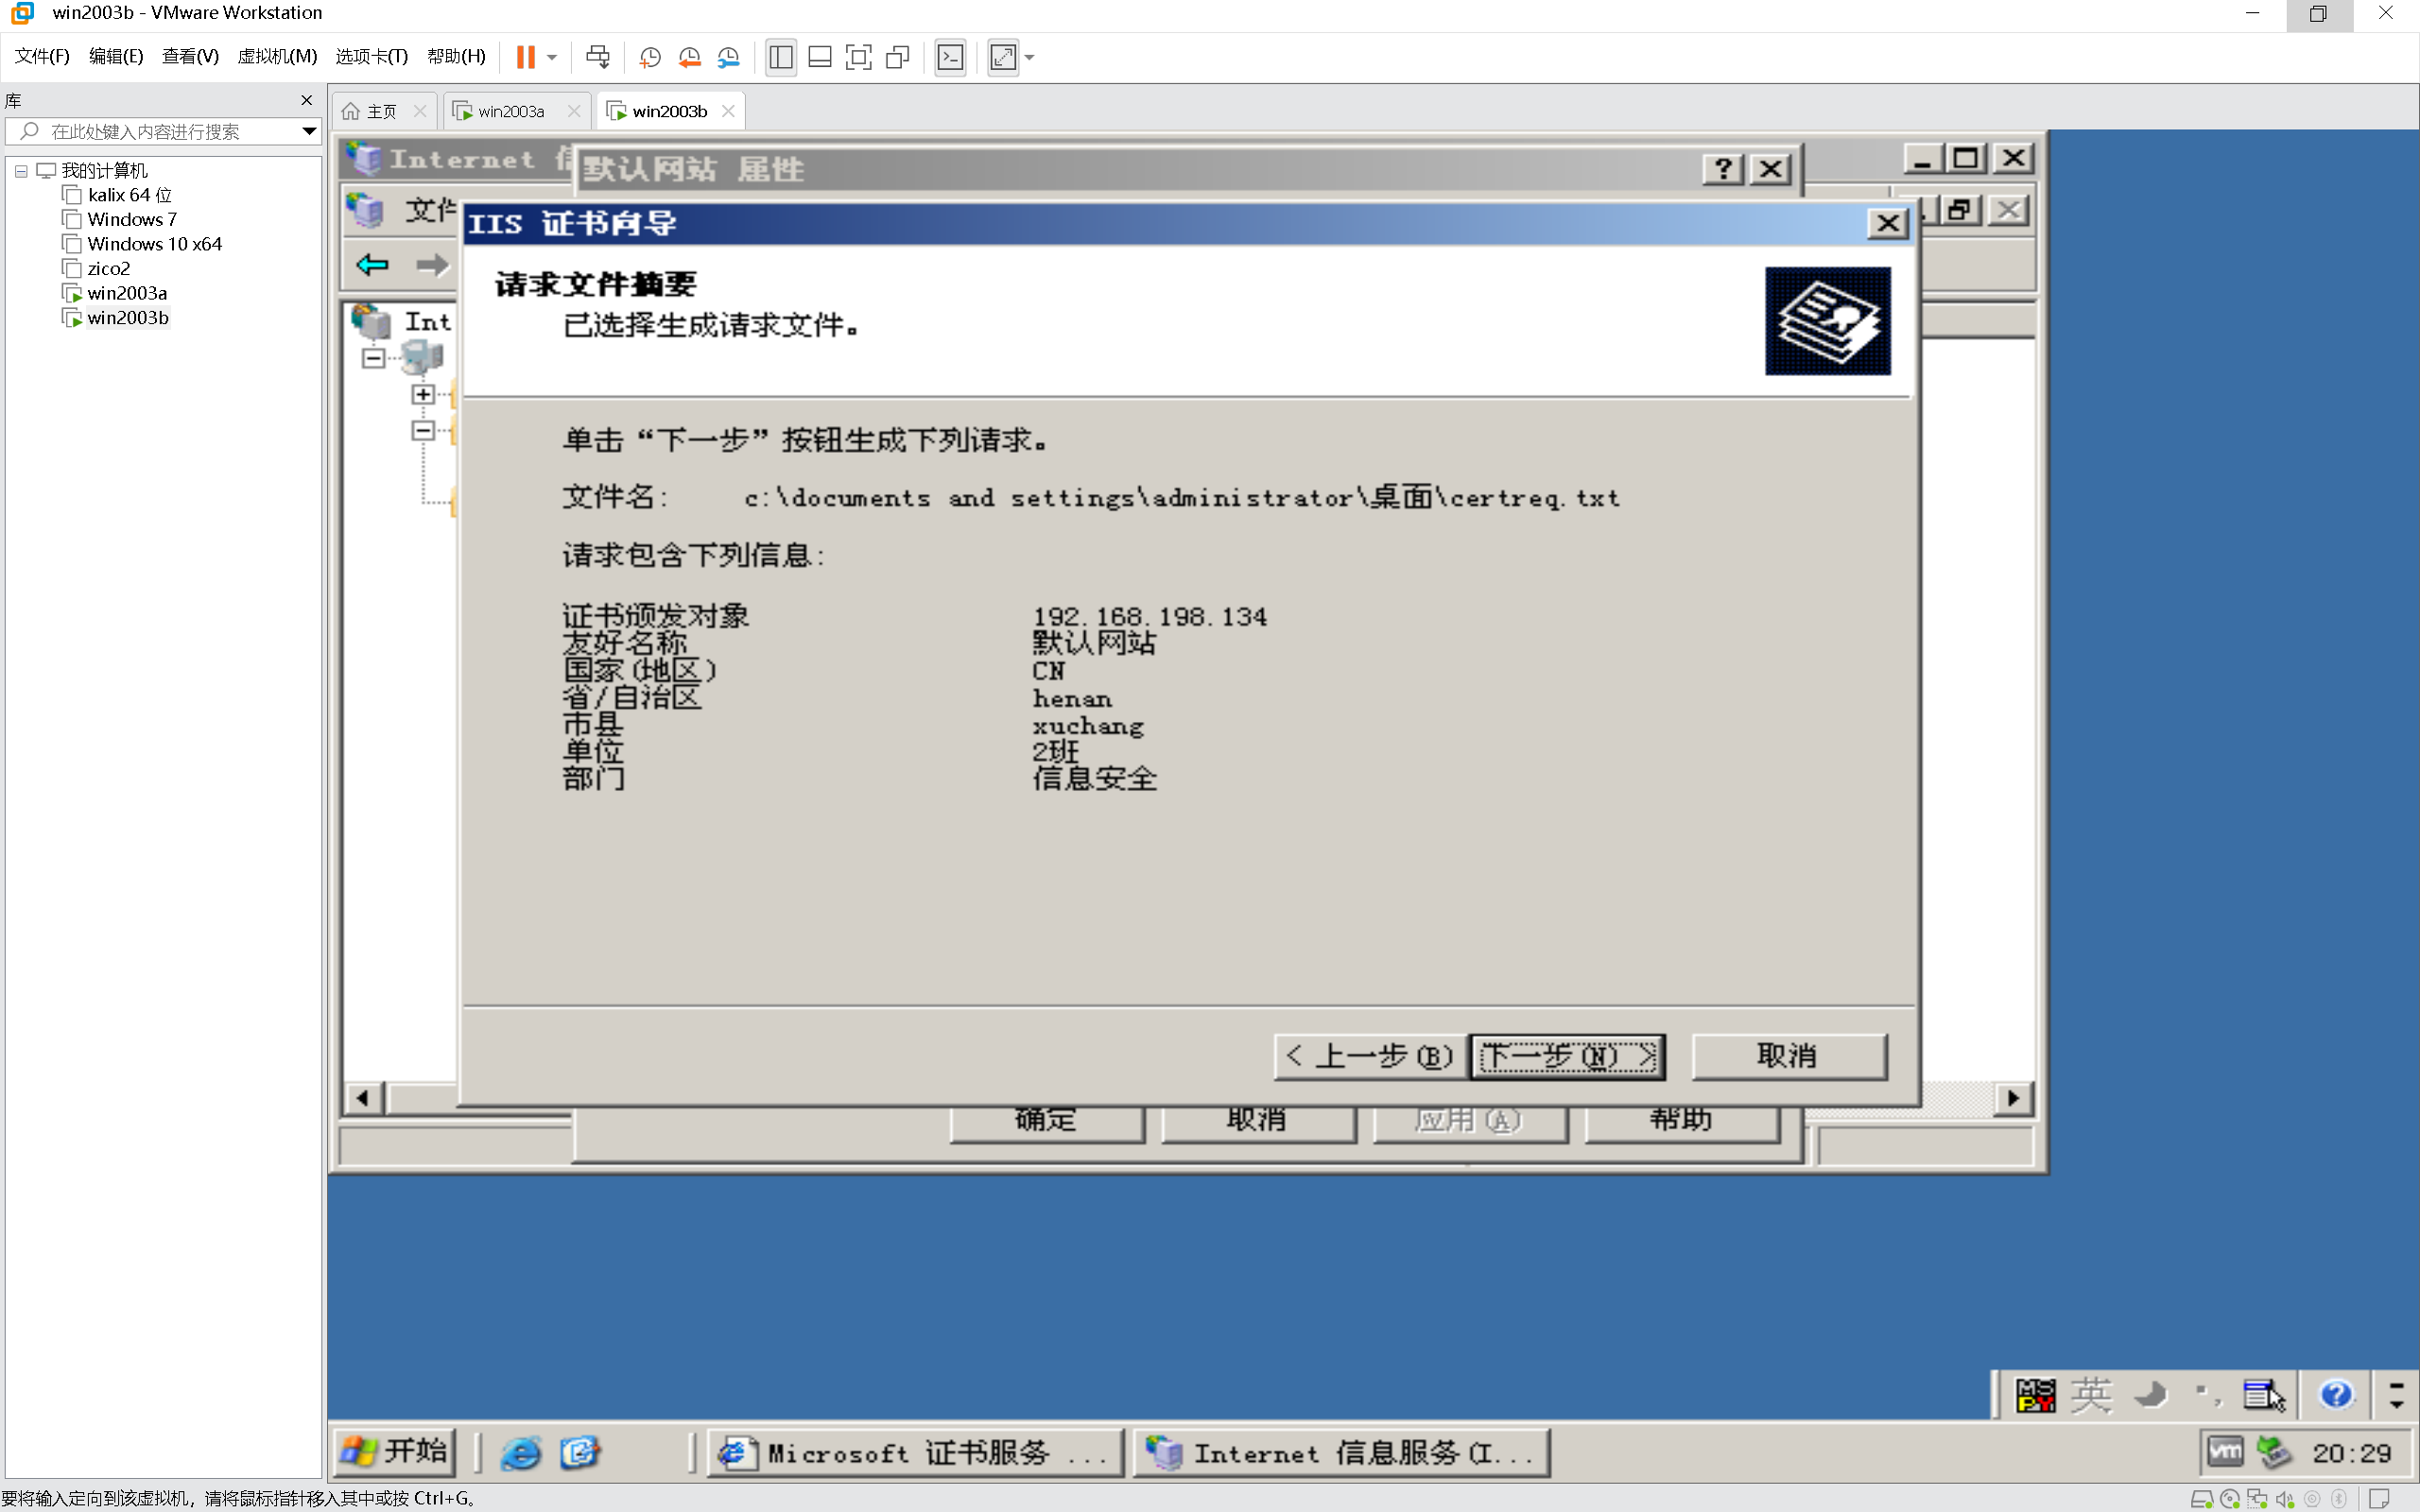 win2003b - VMware Workstation
文件(F) 编辑(E) 查看(V) 虚拟机(M) 选项卡(T) 帮助(H)
库
在此处键入内容进行搜索
我的计算机
kalix 64 位
Windows 7
Windows 10 x64
zico2
win2003a
win2003b
主页 win2003a win2003b
Internet
默认网站 属性
文件
IIS 证书向导
请求文件摘要
已选择生成请求文件。
Int
单击“下一步”按钮生成下列请求。
文件名: c:\documents and settings\administrator\桌面\certreq.txt
请求包含下列信息:
证书颁发对象 192.168.198.134
友好名称 默认网站
国家(地区) CN
省/自治区 henan
市县 xuchang
单位 2班
部门 信息安全
< 上一步(B) 下一步(N) > 取消
确定 取消 应用(A) 帮助
英
开始 Microsoft 证书服务 ... Internet 信息服务(I... vm 20:29
要将输入定向到该虚拟机，请将鼠标指针移入其中或按 Ctrl+G。